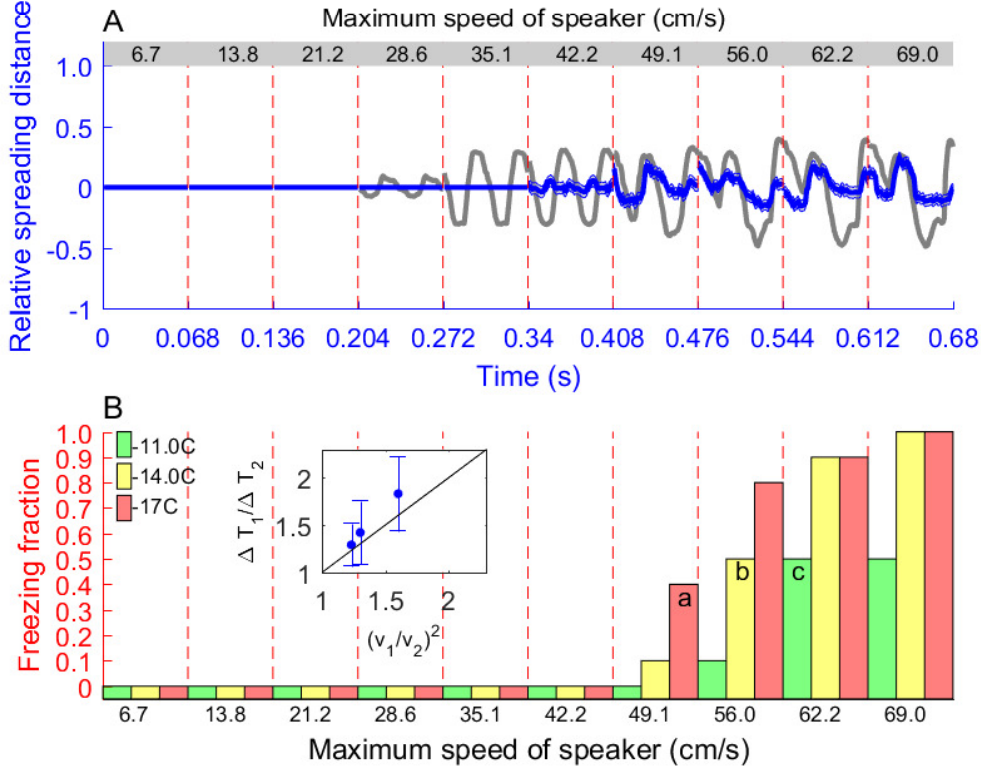 A
Maximum speed of speaker (cm/s)
6.7 13.8 21.2 28.6 35.1 42.2 49.1 56.0 62.2 69.0
Relative spreading distance
1.0
0.5
0
-0.5
-1
0 0.068 0.136 0.204 0.272 0.34 0.408 0.476 0.544 0.612 0.68
Time (s)
B
Freezing fraction
1.0
0.9
0.8
0.7
0.6
0.5
0.4
0.3
0.2
0.1
0
-11.0C
-14.0C
-17C
Δ T1/Δ T2
2
1.5
1
1 1.5 2
(v1/v2)2
a
b
c
6.7 13.8 21.2 28.6 35.1 42.2 49.1 56.0 62.2 69.0
Maximum speed of speaker (cm/s)